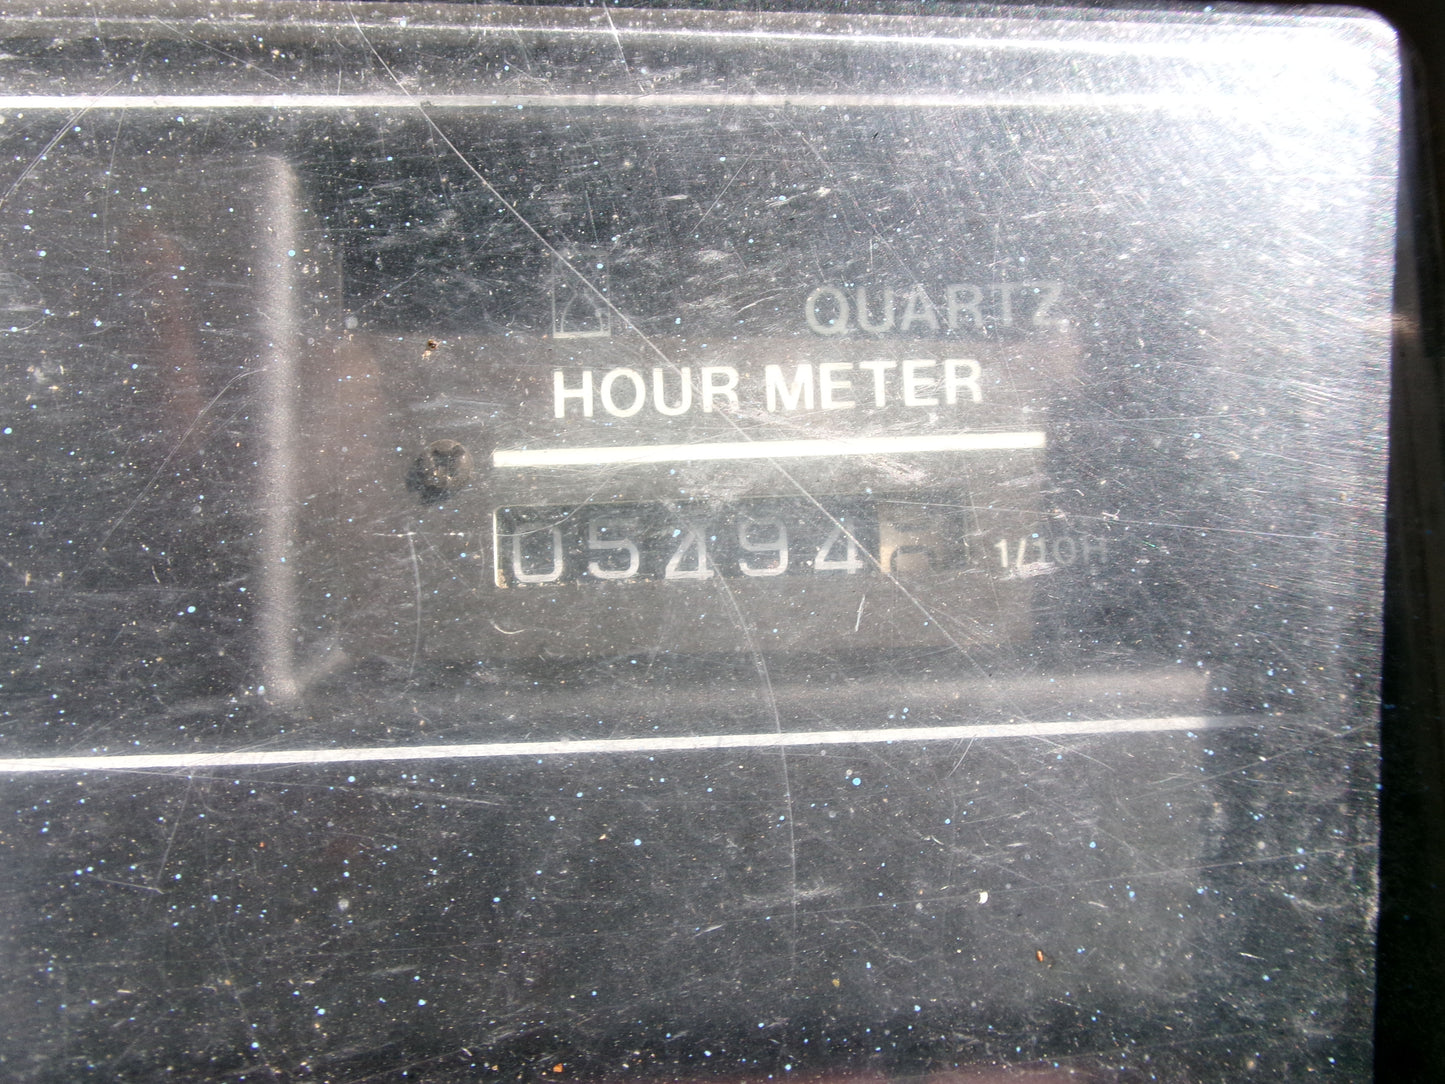 QUARTZ
HOUR METER
05494 1/10H